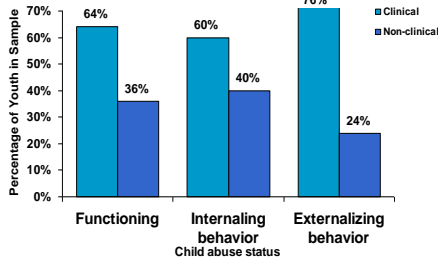 Percentage of Youth in Sample
70%
60%
50%
40%
30%
20%
10%
0%
64%
36%
60%
40%
76%
24%
Clinical
Non-clinical
Functioning
Internaling
behavior
Externalizing
behavior
Child abuse status